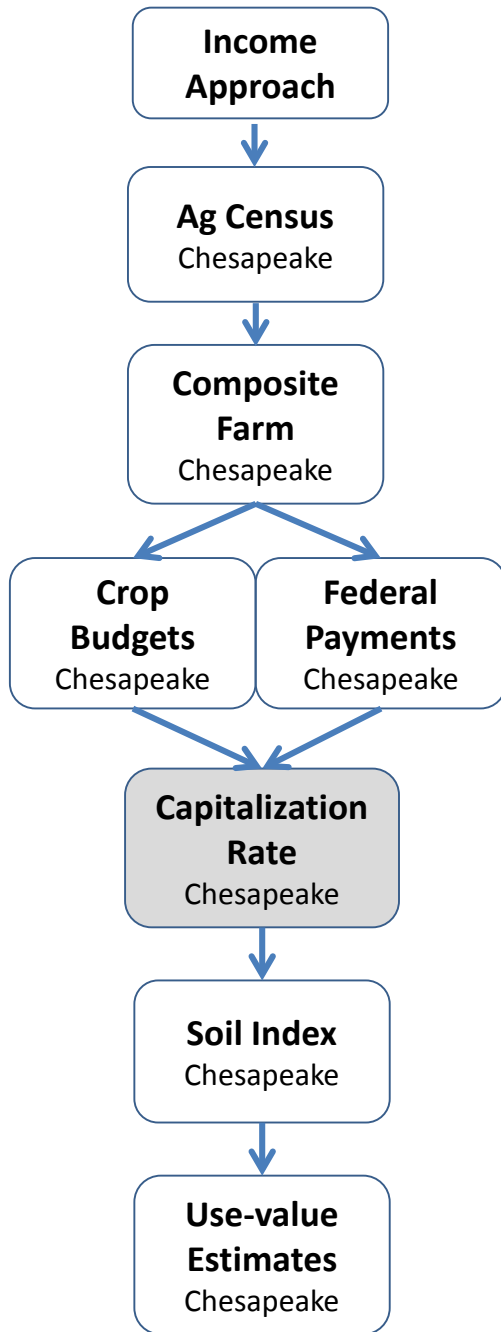 Income
Approach
Ag Census
Chesapeake
Composite
Farm
Chesapeake
Crop
Budgets
Chesapeake
Federal
Payments
Chesapeake
Capitalization
Rate
Chesapeake
Soil Index
Chesapeake
Use-value
Estimates
Chesapeake